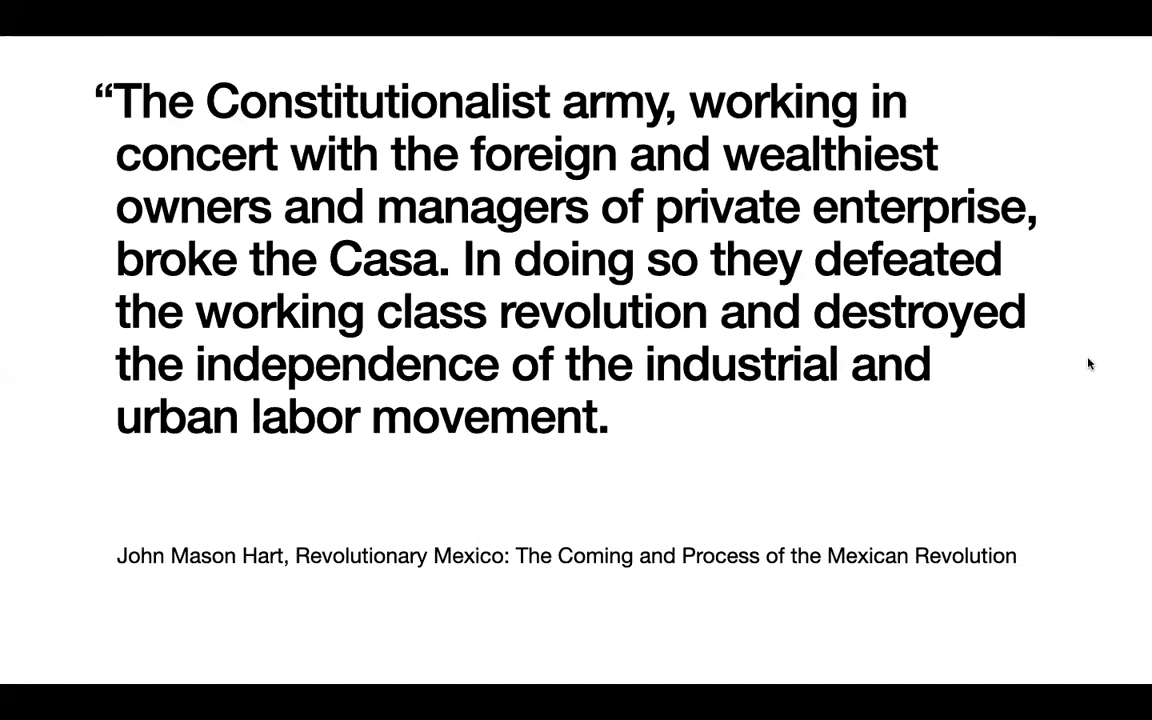 “The Constitutionalist army, working in
concert with the foreign and wealthiest
owners and managers of private enterprise,
broke the Casa. In doing so they defeated
the working class revolution and destroyed
the independence of the industrial and
urban labor movement.
John Mason Hart, Revolutionary Mexico: The Coming and Process of the Mexican Revolution